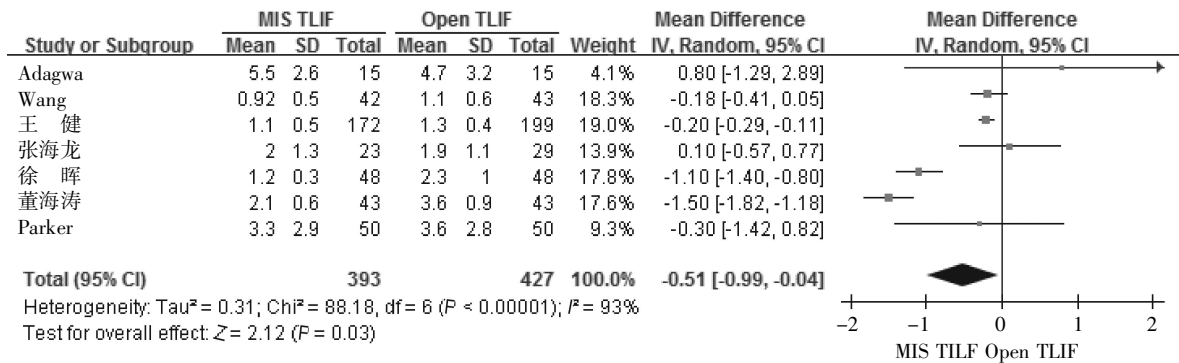 MIS TLIF Open TLIF Mean Difference Mean Difference
Study or Subgroup Mean SD Total Mean SD Total Weight IV, Random, 95% CI IV, Random, 95% CI
Adagwa 5.5 2.6 15 4.7 3.2 15 4.1% 0.80 [-1.29, 2.89]
Wang 0.92 0.5 42 1.1 0.6 43 18.3% -0.18 [-0.41, 0.05]
王 健 1.1 0.5 172 1.3 0.4 199 19.0% -0.20 [-0.29, -0.11]
张海龙 2 1.3 23 1.9 1.1 29 13.9% 0.10 [-0.57, 0.77]
徐 晖 1.2 0.3 48 2.3 1 48 17.8% -1.10 [-1.40, -0.80]
董海涛 2.1 0.6 43 3.6 0.9 43 17.6% -1.50 [-1.82, -1.18]
Parker 3.3 2.9 50 3.6 2.8 50 9.3% -0.30 [-1.42, 0.82]
Total (95% CI) 393 427 100.0% -0.51 [-0.99, -0.04]
Heterogeneity: Tau² = 0.31; Chi² = 88.18, df = 6 (P < 0.00001); I² = 93%
Test for overall effect: Z = 2.12 (P = 0.03)
-2 -1 0 1 2
MIS TILF Open TLIF